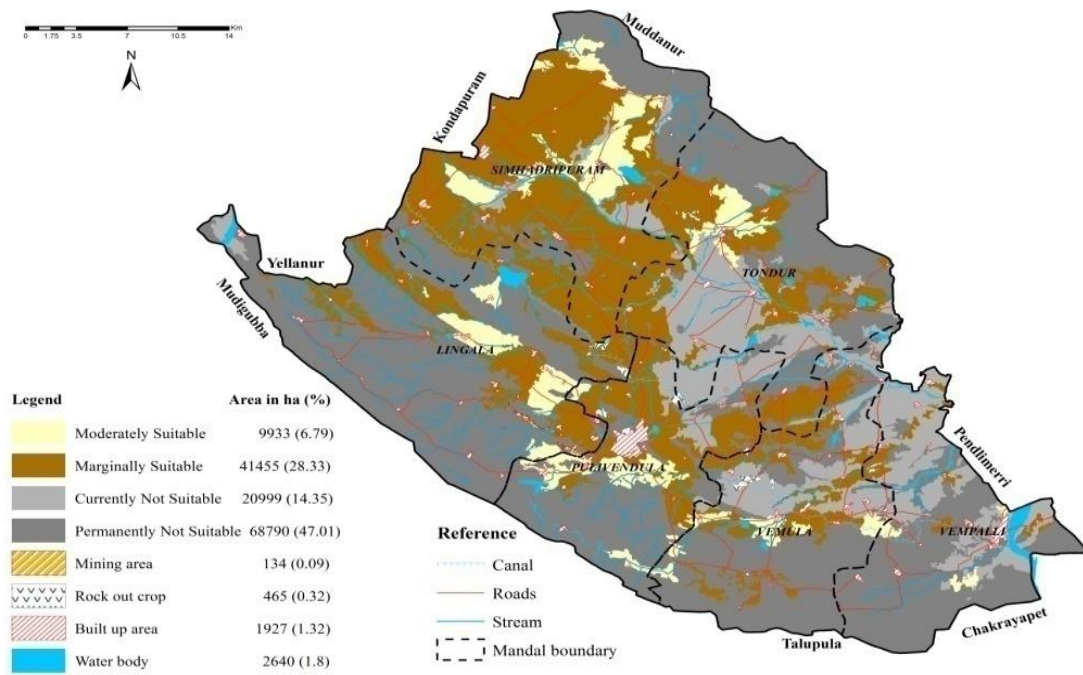 Km
0 1.75 3.5 7 10.5 14
N
Muddanur
Kondapuram
SIMHADRIPURAM
Yellanur
Mudigubba
TONDUR
LINGALA
PULIVENDULA
Pendlimerri
VEMULA
VEMPALLI
Talupula
Chakrayapet
Legend Area in ha (%)
Moderately Suitable 9933 (6.79)
Marginally Suitable 41455 (28.33)
Currently Not Suitable 20999 (14.35)
Permanently Not Suitable 68790 (47.01)
Mining area 134 (0.09)
Rock out crop 465 (0.32)
Built up area 1927 (1.32)
Water body 2640 (1.8)
Reference
Canal
Roads
Stream
Mandal boundary